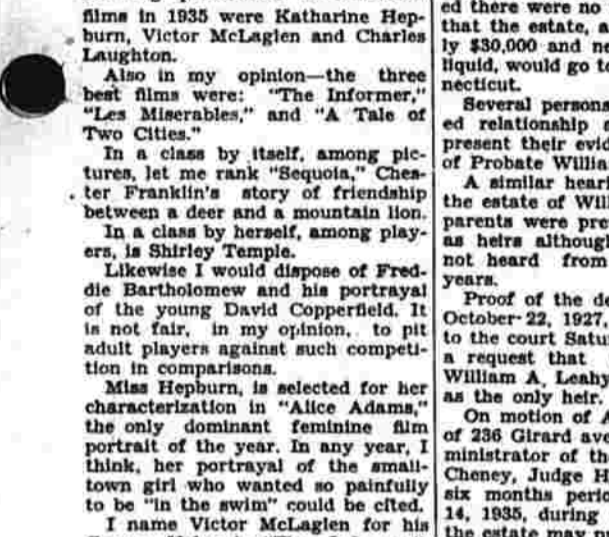 films in 1935 were Katharine Hep-
burn, Victor McLaglen and Charles
Laughton.
Also in my opinion—the three
best films were: "The Informer,"
"Les Miserables," and "A Tale of
Two Cities."
In a class by itself, among pic-
tures, let me rank "Sequoia," Ches-
ter Franklin's story of friendship
between a deer and a mountain lion.
In a class by herself, among play-
ers, is Shirley Temple.
Likewise I would dispose of Fred-
die Bartholomew and his portrayal
of the young David Copperfield. It
is not fair, in my opinion, to pit
adult players against such competi-
tion in comparisons.
Miss Hepburn, is selected for her
characterization in "Alice Adams,"
the only dominant feminine film
portrait of the year. In any year, I
think, her portrayal of the small-
town girl who wanted so painfully
to be "in the swim" could be cited.
I name Victor McLaglen for his
ed there were no
that the estate, a
ly $30,000 and ne
liquid, would go to
necticut.
Several persons
ed relationship
present their evid
of Probate Willia
A similar heari
the estate of Will
parents were pre
as heirs although
not heard from
years.
Proof of the de
October 22, 1927,
to the court Satu
a request that
William A. Leahy
as the only heir.
On motion of A
of 236 Girard ave
ministrator of the
Cheney, Judge H
six months perio
14, 1935, during
the estate may